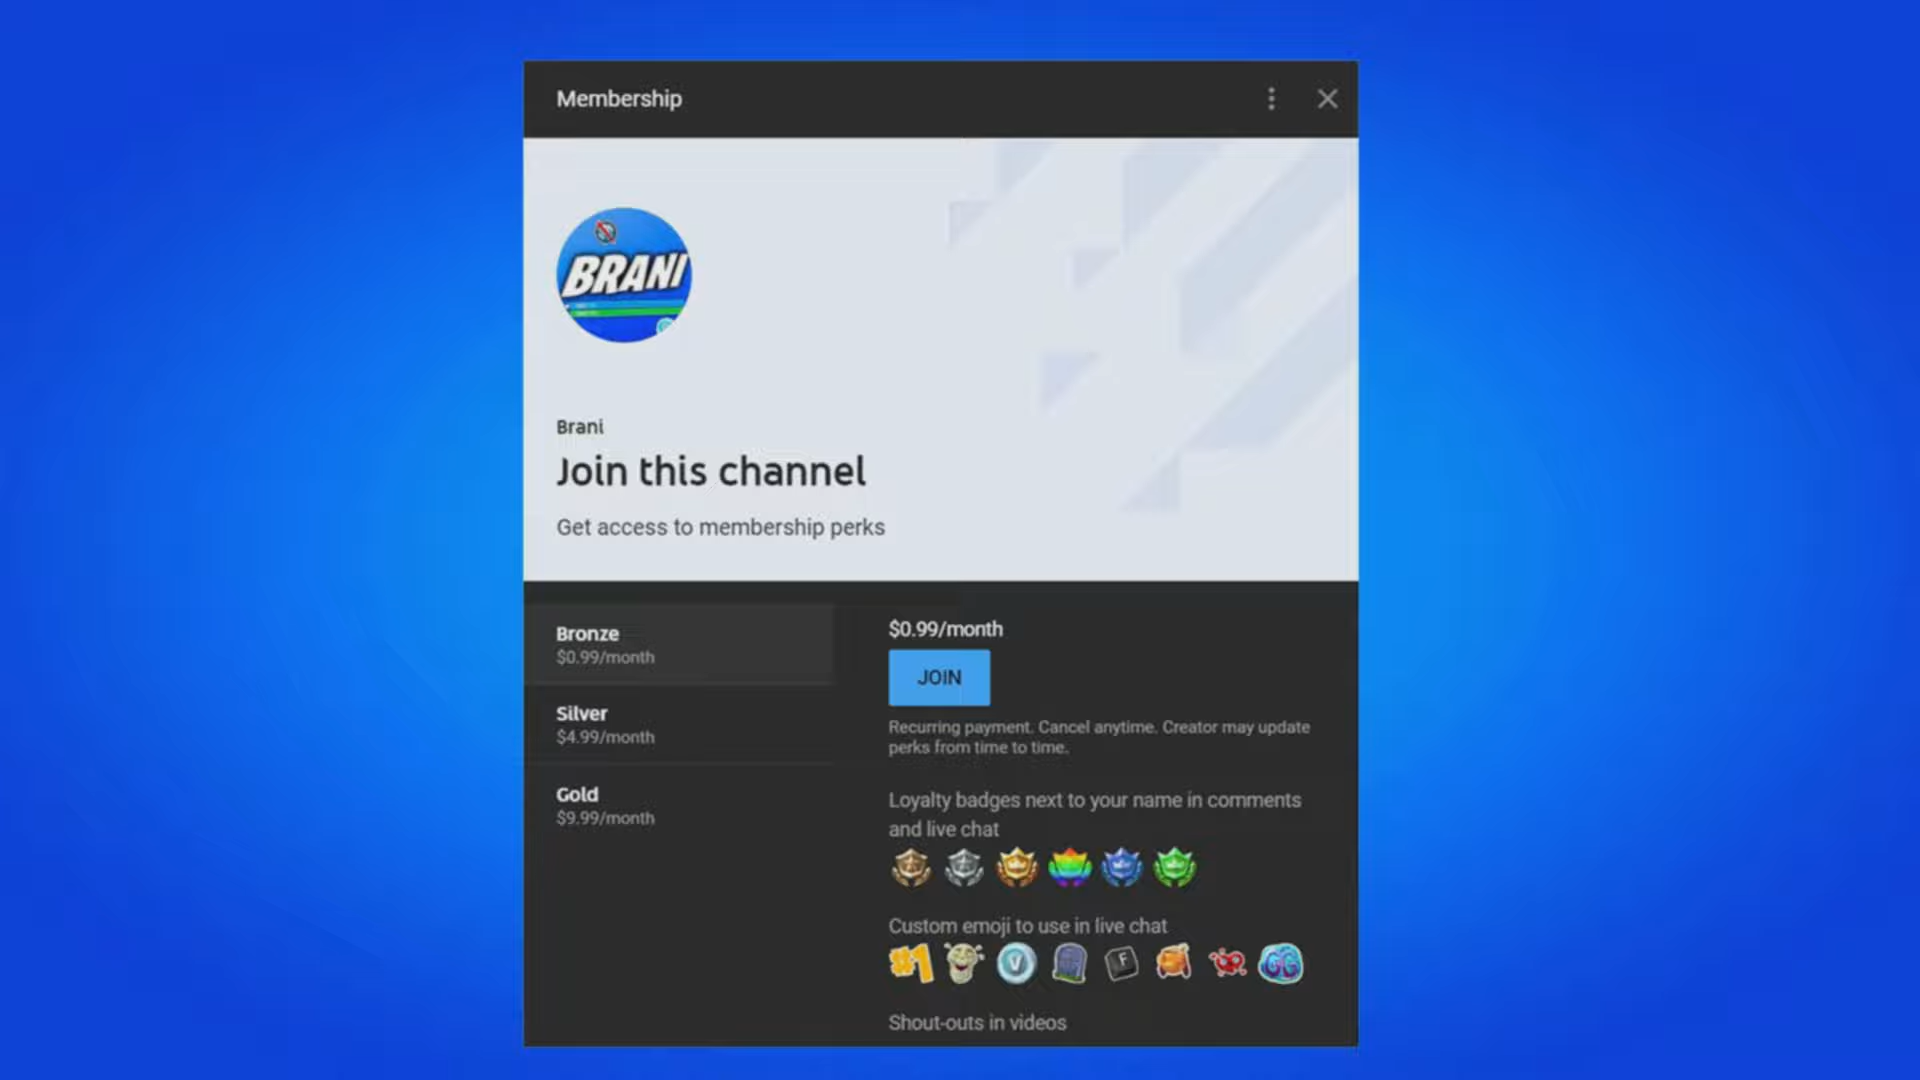 Membership
BRANI
Brani
Join this channel
Get access to membership perks
Bronze
$0.99/month
Silver
$4.99/month
Gold
$9.99/month
$0.99/month
JOIN
Recurring payment. Cancel anytime. Creator may update
perks from time to time.
Loyalty badges next to your name in comments
and live chat
Custom emoji to use in live chat
#1 V F GG
Shout-outs in videos